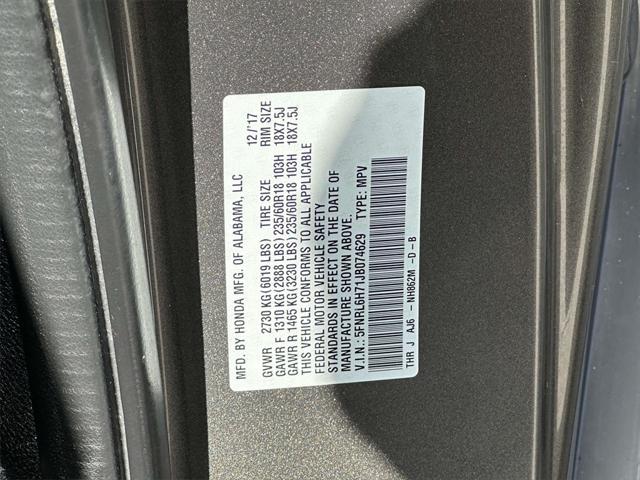 MFD. BY HONDA MFG. OF ALABAMA, LLC 12/'17
GVWR 2730 KG (6019 LBS) TIRE SIZE RIM SIZE
GAWR F 1310 KG (2888 LBS) 235/60R18 103H 18X7.5J
GAWR R 1465 KG (3230 LBS) 235/60R18 103H 18X7.5J
THIS VEHICLE CONFORMS TO ALL APPLICABLE
FEDERAL MOTOR VEHICLE SAFETY
STANDARDS IN EFFECT ON THE DATE OF
MANUFACTURE SHOWN ABOVE.
V.I.N.: 5FNRL6H71JB074629 TYPE: MPV
THR J AJ6 - NH862M -D-B